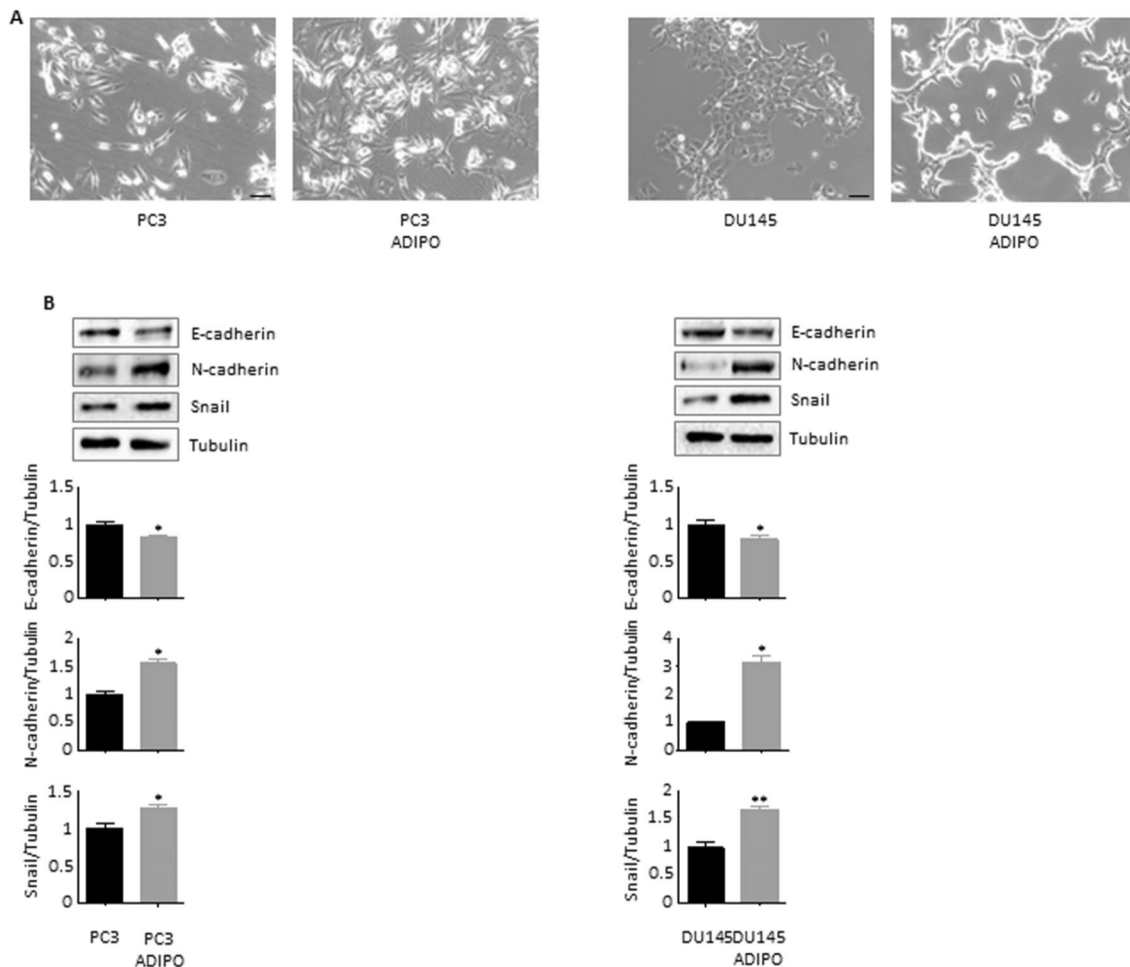 A
PC3
PC3
ADIPO
DU145
DU145
ADIPO
B
E-cadherin
N-cadherin
Snail
Tubulin
E-cadherin/Tubulin
1.5
1
0.5
0
*
N-cadherin/Tubulin
2
1.5
1
0.5
0
*
Snail/Tubulin
1.5
1
0.5
0
*
PC3
PC3
ADIPO
E-cadherin
N-cadherin
Snail
Tubulin
E-cadherin/Tubulin
1.5
1
0.5
0
*
N-cadherin/Tubulin
4
3
2
1
0
*
Snail/Tubulin
2
1.5
1
0.5
0
**
DU145
DU145
ADIPO